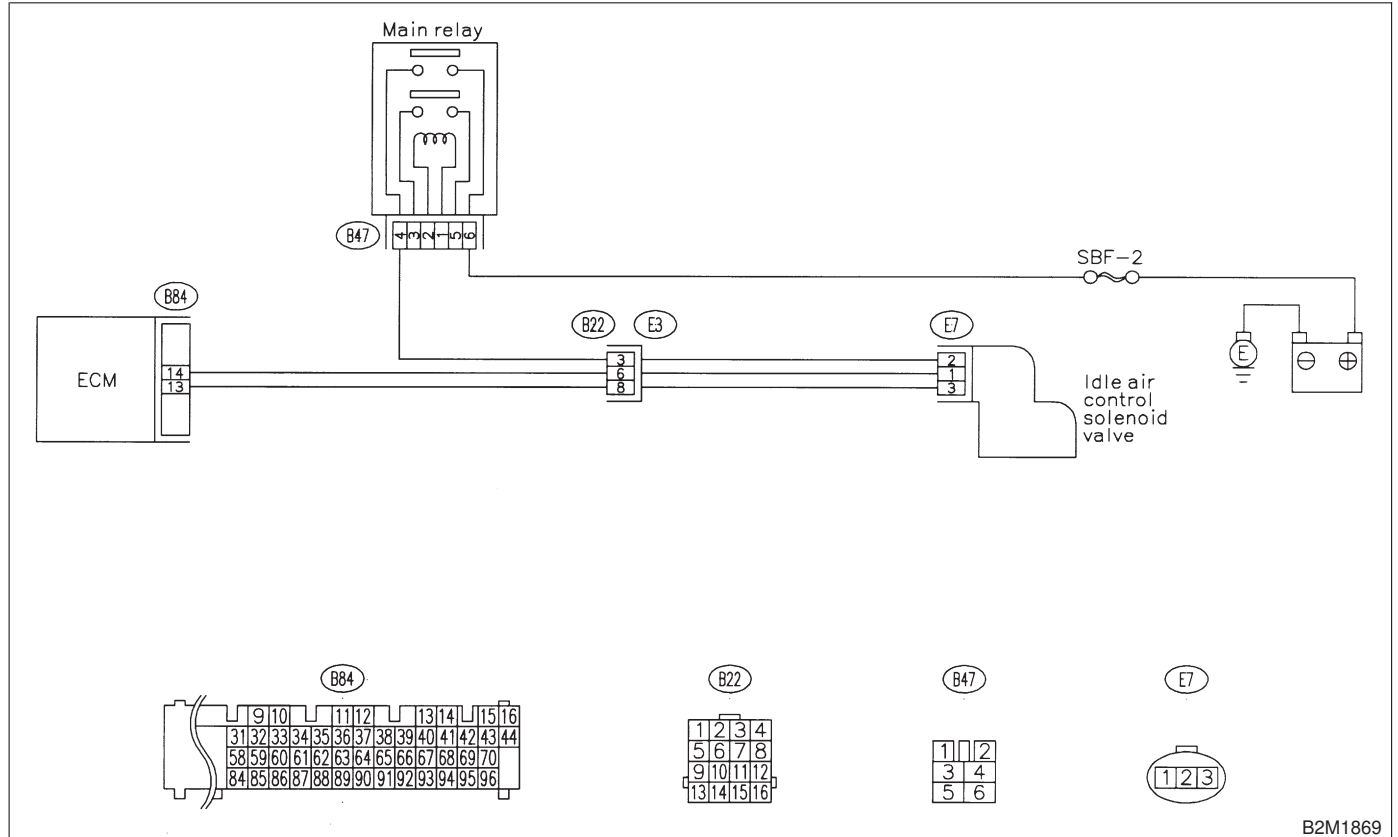 Main relay
B47
4 3 2 1 5 6
SBF-2
B84
B22 E3 E7
ECM
14
13
3
6
8
2
1
3
E
⊖ ⊕
Idle air
control
solenoid
valve
B84 B22 B47 E7
9 10 11 12 13 14 15 16
31 32 33 34 35 36 37 38 39 40 41 42 43 44
58 59 60 61 62 63 64 65 66 67 68 69 70
84 85 86 87 88 89 90 91 92 93 94 95 96
1 2 3 4
5 6 7 8
9 10 11 12
13 14 15 16
1 2
3 4
5 6
1 2 3
B2M1869